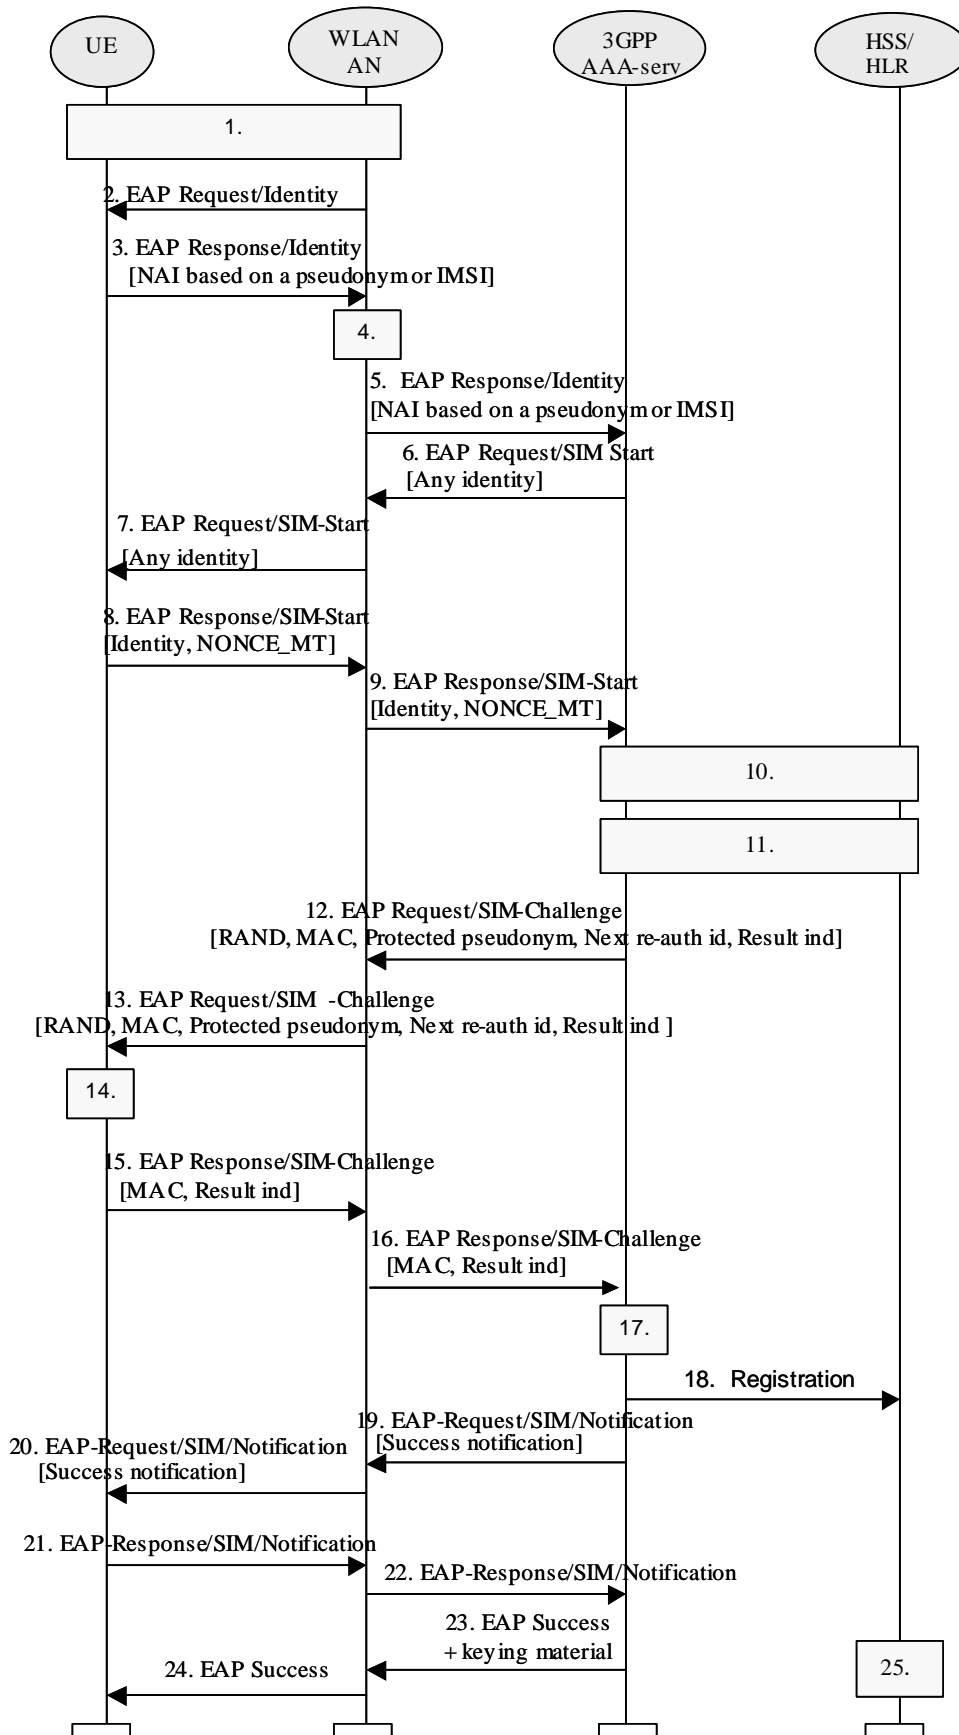 UE
WLAN
AN
3GPP
AAA-serv
HSS/
HLR
1.
2. EAP Request/Identity
3. EAP Response/Identity
[NAI based on a pseudonym or IMSI]
4.
5. EAP Response/Identity
[NAI based on a pseudonym or IMSI]
6. EAP Request/SIM Start
[Any identity]
7. EAP Request/SIM-Start
[Any identity]
8. EAP Response/SIM-Start
[Identity, NONCE_MT]
9. EAP Response/SIM-Start
[Identity, NONCE_MT]
10.
11.
12. EAP Request/SIM-Challenge
[RAND, MAC, Protected pseudonym, Next re-auth id, Result ind]
13. EAP Request/SIM -Challenge
[RAND, MAC, Protected pseudonym, Next re-auth id, Result ind ]
14.
15. EAP Response/SIM-Challenge
[MAC, Result ind]
16. EAP Response/SIM-Challenge
[MAC, Result ind]
17.
18. Registration
19. EAP-Request/SIM/Notification
[Success notification]
20. EAP-Request/SIM/Notification
[Success notification]
21. EAP-Response/SIM/Notification
22. EAP-Response/SIM/Notification
23. EAP Success
+ keying material
24. EAP Success
25.